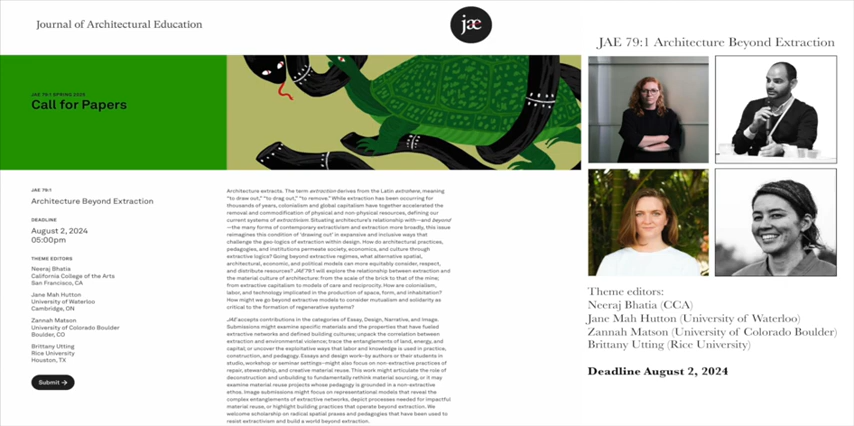 Journal of Architectural Education
jae
JAE 79:1 SPRING 2025
Call for Papers
JAE 79:1
Architecture Beyond Extraction
DEADLINE
August 2, 2024
05:00pm
THEME EDITORS
Neeraj Bhatia
California College of the Arts
San Francisco, CA
Jane Mah Hutton
University of Waterloo
Cambridge, ON
Zannah Matson
University of Colorado Boulder
Boulder, CO
Brittany Utting
Rice University
Houston, TX
Submit →
Architecture extracts. The term extraction derives from the Latin extrahere, meaning
"to draw out," "to drag out," "to remove." While extraction has been occurring for
thousands of years, colonialism and global capitalism have together accelerated the
removal and commodification of physical and non-physical resources, defining our
current systems of extractivism. Situating architecture's relationship with—and beyond
—the many forms of contemporary extractivism and extraction more broadly, this issue
reimagines this condition of 'drawing out' in expansive and inclusive ways that
challenge the geo-logics of extraction within design. How do architectural practices,
pedagogies, and institutions permeate society, economics, and culture through
extractive logics? Going beyond extractive regimes, what alternative spatial,
architectural, economic, and political models can more equitably consider, respect,
and distribute resources? JAE 79:1 will explore the relationship between extraction and
the material culture of architecture: from the scale of the brick to that of the mine;
from extractive capitalism to models of care and reciprocity. How are colonialism,
labor, and technology implicated in the production of space, form, and inhabitation?
How might we go beyond extractive models to consider mutualism and solidarity as
critical to the formation of regenerative systems?
JAE accepts contributions in the categories of Essay, Design, Narrative, and Image.
Submissions might examine specific materials and the properties that have fueled
extractive networks and defined building cultures; unpack the correlation between
extraction and environmental violence; trace the entanglements of land, energy, and
capital; or uncover the exploitative ways that labor and knowledge is used in practice,
construction, and pedagogy. Essays and design work—by authors or their students in
studio, workshop or seminar settings—might also focus on non-extractive practices of
repair, stewardship, and creative material reuse. This work might articulate the role of
deconstruction and unbuilding to fundamentally rethink material sourcing, or it may
examine material reuse projects whose pedagogy is grounded in a non-extractive
ethos. Image submissions might focus on representational models that reveal the
complex entanglements of extractive networks, depict processes needed for impactful
material reuse, or highlight building practices that operate beyond extraction. We
welcome scholarship on radical spatial praxes and pedagogies that have been used to
resist extractivism and build a world beyond extraction.
JAE 79:1 Architecture Beyond Extraction
Theme editors:
Neeraj Bhatia (CCA)
Jane Mah Hutton (University of Waterloo)
Zannah Matson (University of Colorado Boulder)
Brittany Utting (Rice University)
Deadline August 2, 2024